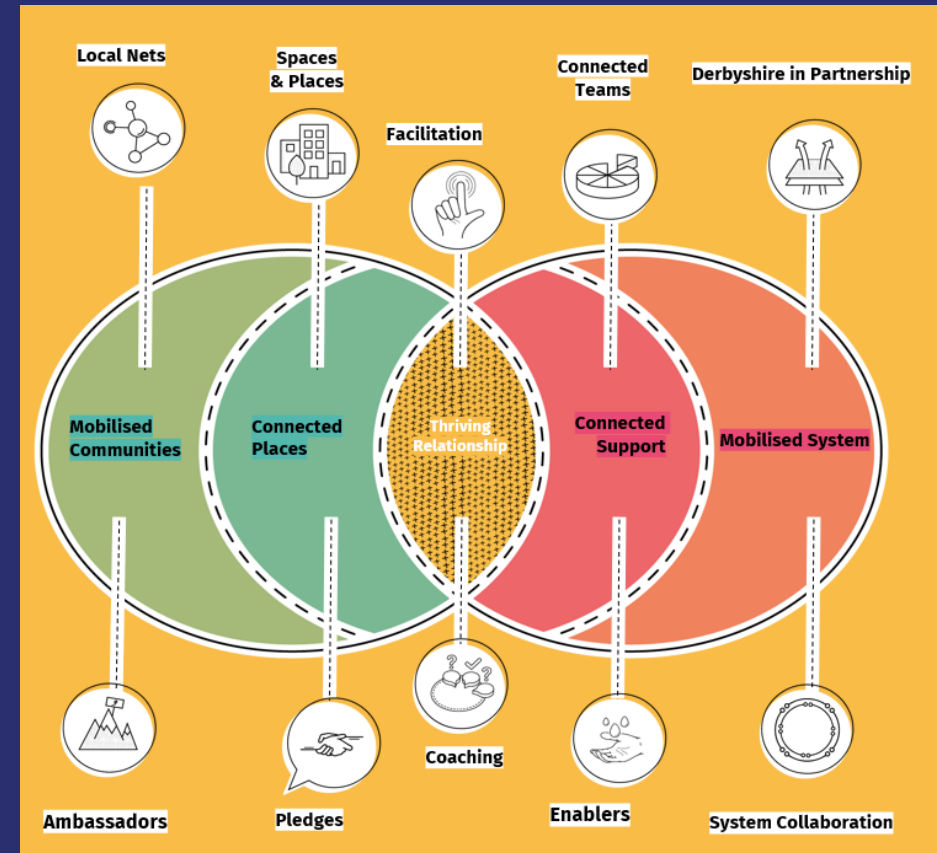 Local Nets
Spaces
& Places
Connected
Teams
Derbyshire in Partnership
Facilitation
Mobilised
Communities
Connected
Places
Thriving
Relationship
Connected
Support
Mobilised System
Coaching
Ambassadors
Pledges
Enablers
System Collaboration